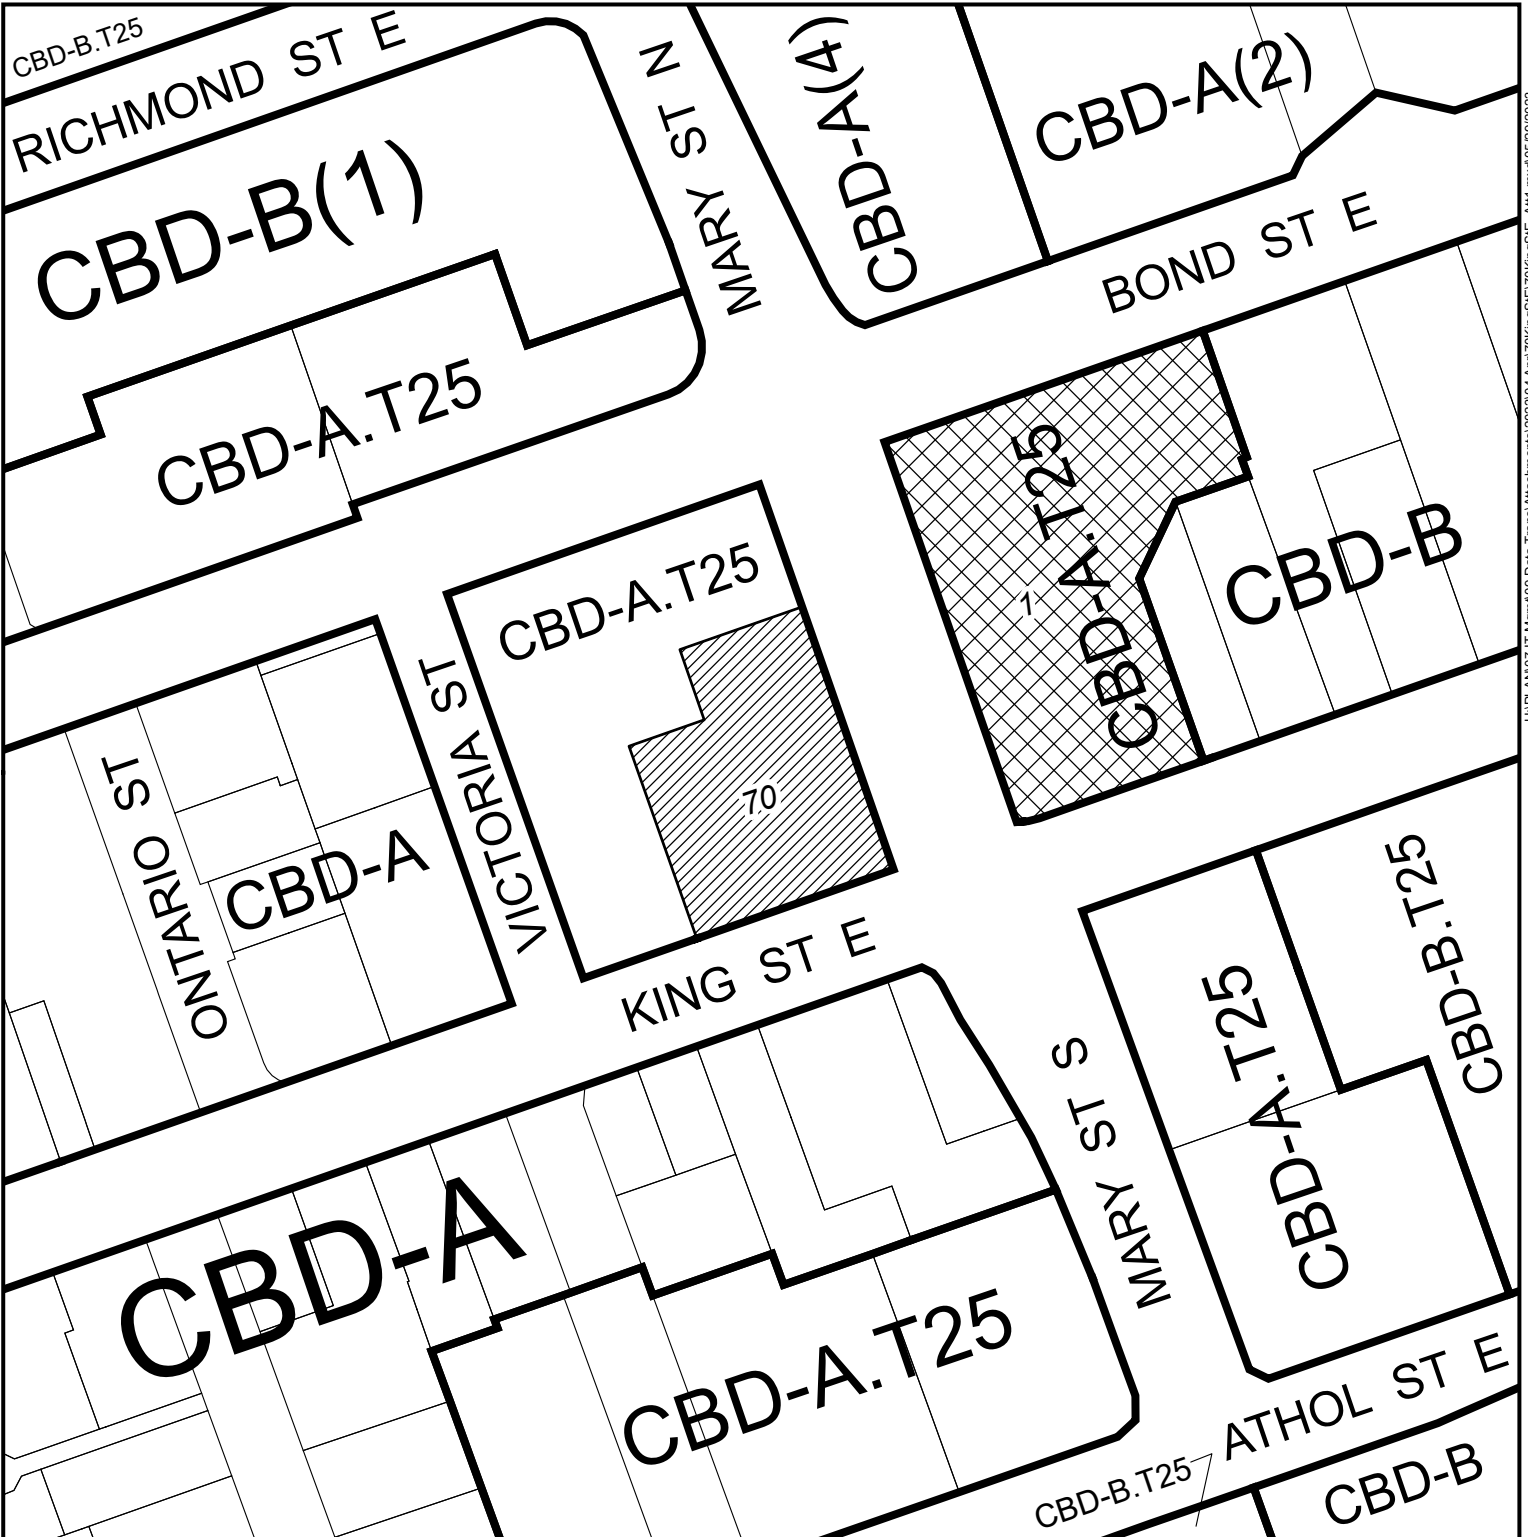 CBD-B.T25
RICHMOND ST E
CBD-B(1)
MARY ST N
CBD-A(4)
CBD-A(2)
BOND ST E
CBD-A.T25
CBD-A.T25
CBD-A.T25
1
CBD-B
VICTORIA ST
70
ONTARIO ST
CBD-A
KING ST E
CBD-B.T25
CBD-A.T25
MARY ST S
CBD-A
CBD-A.T25
ATHOL ST E
CBD-B.T25
CBD-B